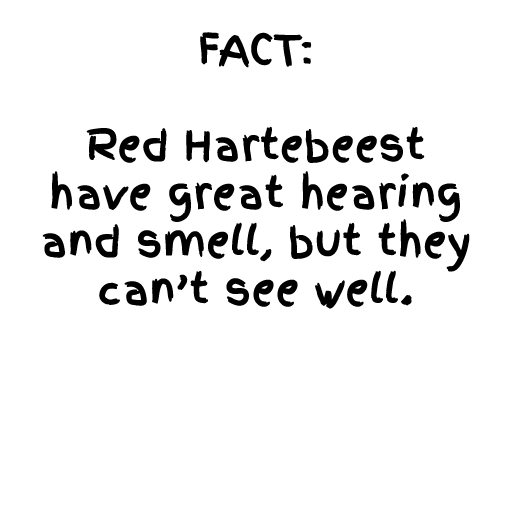 FACT:
Red Hartebeest
have great hearing
and smell, but they
can't see well.